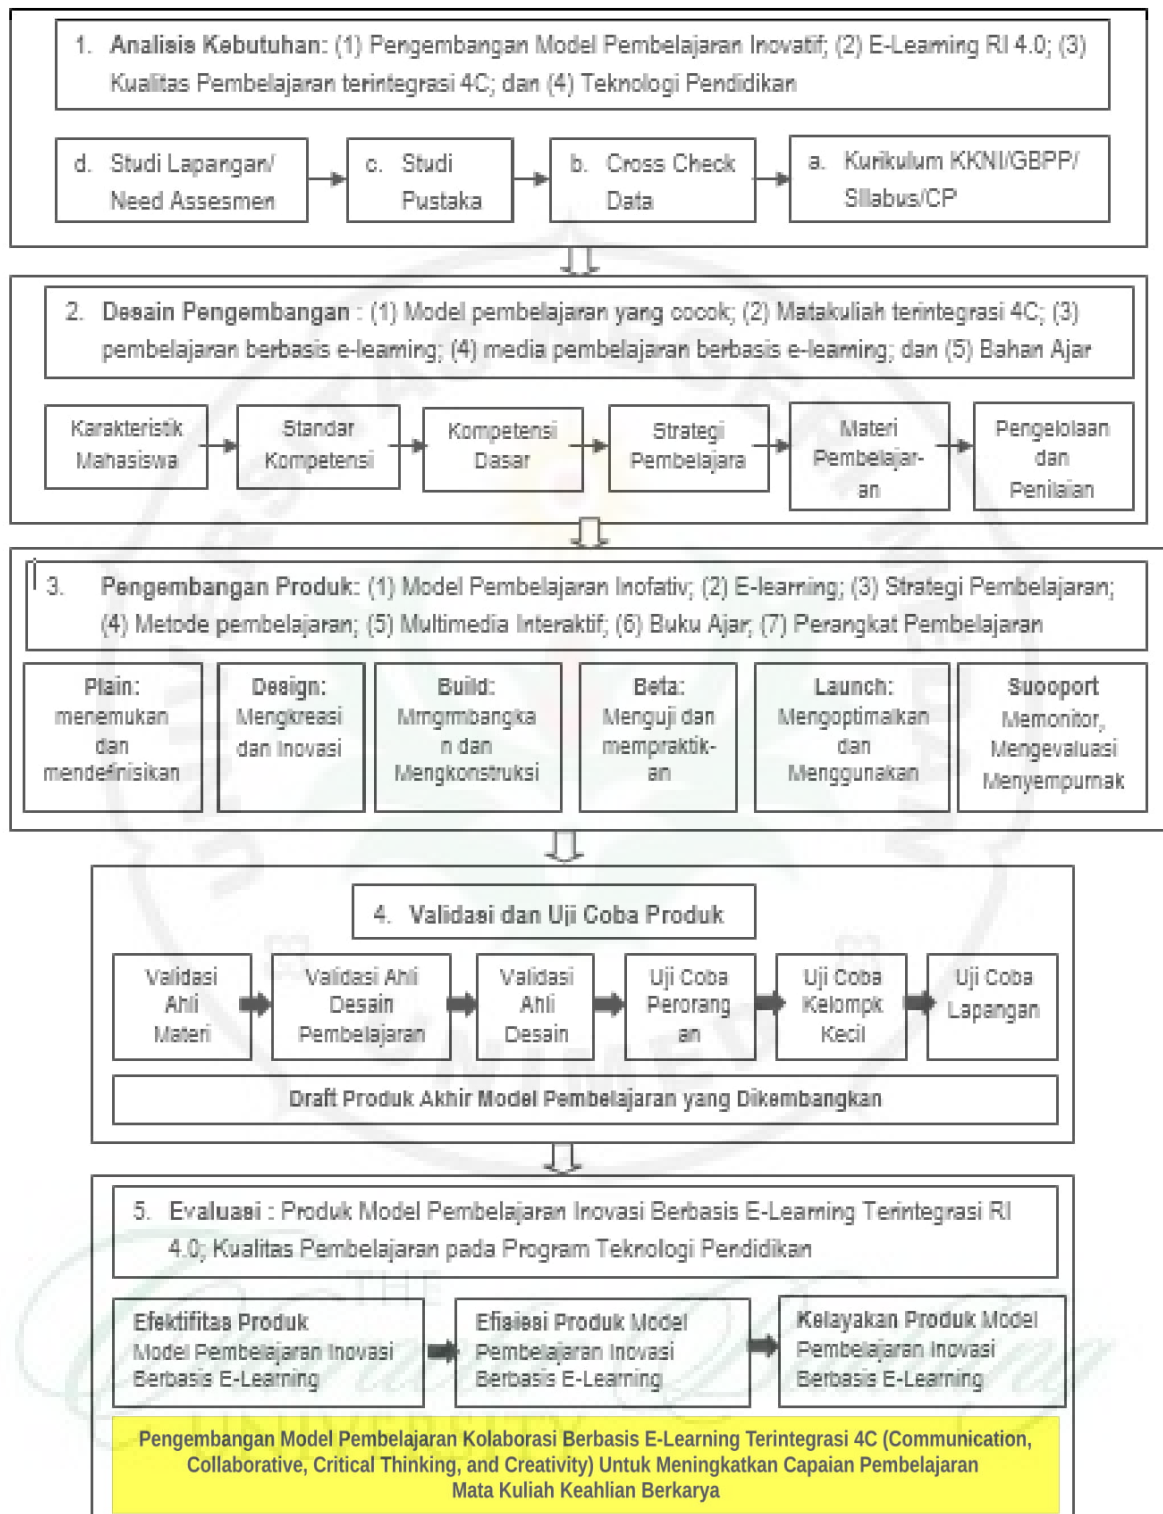 1. Analisis Kebutuhan: (1) Pengembangan Model Pembelajaran Inovatif; (2) E-Learning RI 4.0; (3)
Kualitas Pembelajaran terintegrasi 4C; dan (4) Teknologi Pendidikan
d. Studi Lapangan/
Need Assesmen
c. Studi
Pustaka
b. Cross Check
Data
a. Kurikulum KKNI/GBPP/
SIlabus/CP
2. Desain Pengembangan : (1) Model pembelajaran yang cocok; (2) Matakuliah terintegrasi 4C; (3)
pembelajaran berbasis e-learning; (4) media pembelajaran berbasis e-learning; dan (5) Bahan Ajar
Karakteristik
Mahasiswa
Standar
Kompetensi
Kompetensi
Dasar
Strategi
Pembelajara
Materi
Pembelajar-
an
Pengelolaan
dan
Penilaian
3. Pengembangan Produk: (1) Model Pembelajaran Inofativ; (2) E-learning; (3) Strategi Pembelajaran;
(4) Metode pembelajaran; (5) Multimedia Interaktif; (6) Buku Ajar; (7) Perangkat Pembelajaran
Plain:
menemukan
dan
mendefinisikan
Design:
Mengkreasi
dan Inovasi
Build:
Mrngrmbangka
n dan
Mengkonstruksi
Beta:
Menguji dan
mempraktik-
an
Launch:
Mengoptimalkan
dan
Menggunakan
Suooport
Memonitor,
Mengevaluasi
Menyempurnak
4. Validasi dan Uji Coba Produk
Validasi
Ahli
Materi
Validasi Ahli
Desain
Pembelajaran
Validasi
Ahli
Desain
Uji Coba
Perorang
an
Uji Coba
Kelompk
Kecil
Uji Coba
Lapangan
Draft Produk Akhir Model Pembelajaran yang Dikembangkan
5. Evaluasi : Produk Model Pembelajaran Inovasi Berbasis E-Learning Terintegrasi RI
4.0; Kualitas Pembelajaran pada Program Teknologi Pendidikan
Efektifitas Produk
Model Pembelajaran Inovasi
Berbasis E-Learning
Efisiesi Produk Model
Pembelajaran Inovasi
Berbasis E-Learning
Kelayakan Produk Model
Pembelajaran Inovasi
Berbasis E-Learning
Pengembangan Model Pembelajaran Kolaborasi Berbasis E-Learning Terintegrasi 4C (Communication,
Collaborative, Critical Thinking, and Creativity) Untuk Meningkatkan Capaian Pembelajaran
Mata Kuliah Keahlian Berkarya
UNIVERSITAS NEGERI MEDAN
UNIMED
THE
UNIVERSITY